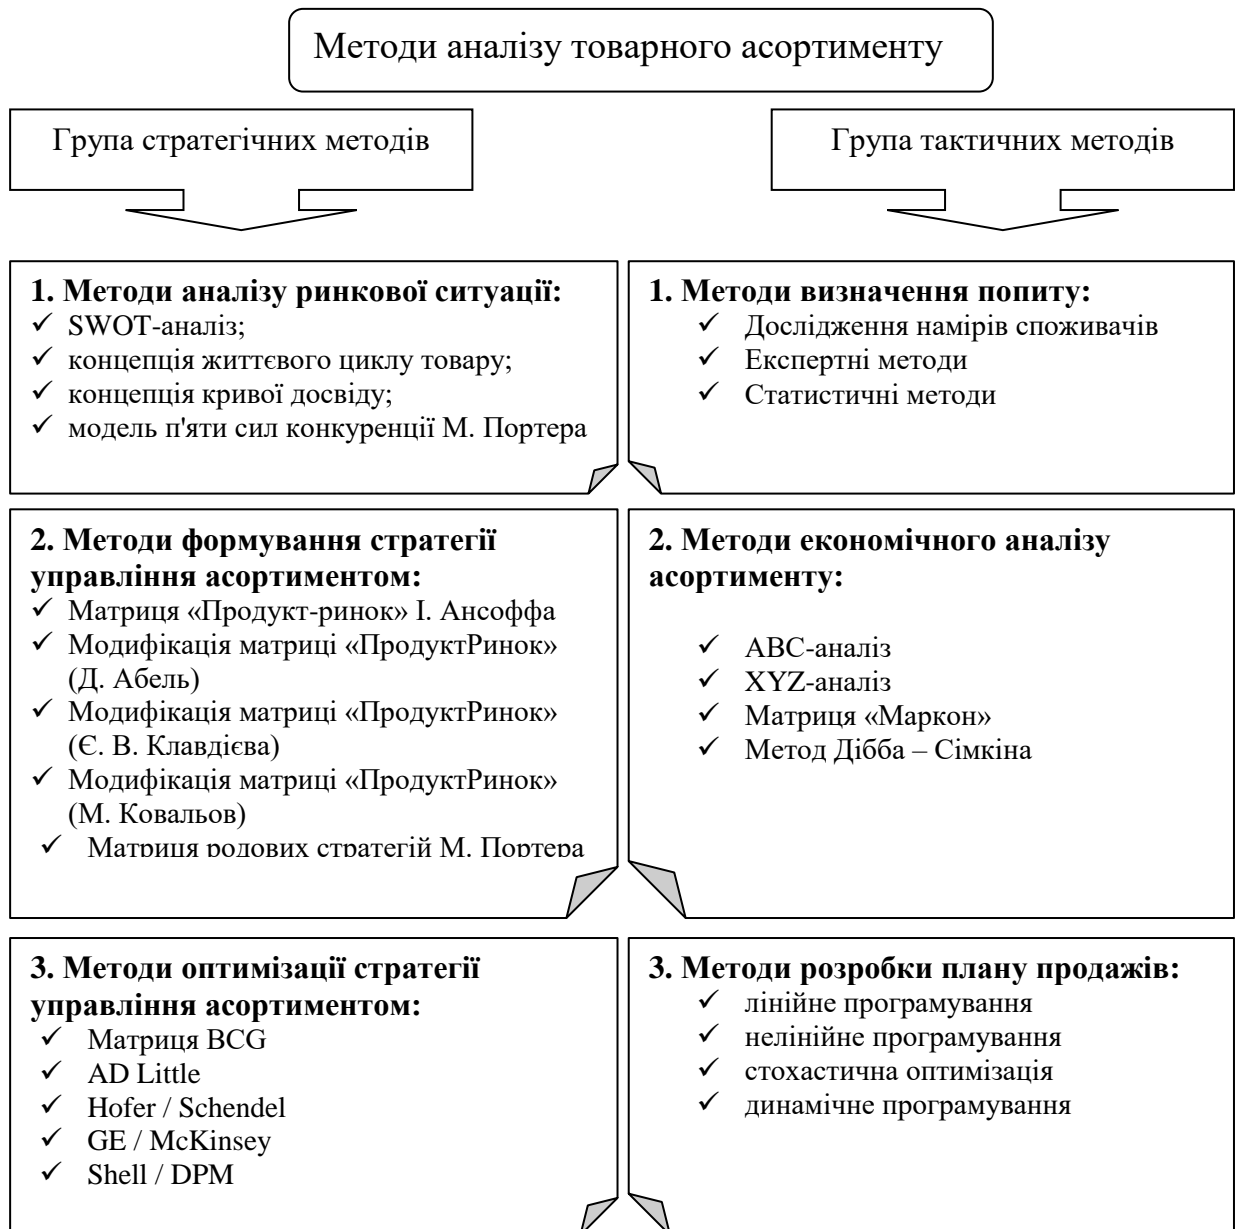 Методи аналізу товарного асортименту
Група стратегічних методів
Група тактичних методів
1. Методи аналізу ринкової ситуації:
✓ SWOT-аналіз;
✓ концепція життєвого циклу товару;
✓ концепція кривої досвіду;
✓ модель п'яти сил конкуренції М. Портера
1. Методи визначення попиту:
✓ Дослідження намірів споживачів
✓ Експертні методи
✓ Статистичні методи
2. Методи формування стратегії
управління асортиментом:
✓ Матриця «Продукт-ринок» І. Ансоффа
✓ Модифікація матриці «ПродуктРинок»
(Д. Абель)
✓ Модифікація матриці «ПродуктРинок»
(Є. В. Клавдієва)
✓ Модифікація матриці «ПродуктРинок»
(М. Ковальов)
✓ Матриця родових стратегій М. Портера
2. Методи економічного аналізу
асортименту:
✓ ABC-аналіз
✓ XYZ-аналіз
✓ Матриця «Маркон»
✓ Метод Дібба – Сімкіна
3. Методи оптимізації стратегії
управління асортиментом:
✓ Матриця BCG
✓ AD Little
✓ Hofer / Schendel
✓ GE / McKinsey
✓ Shell / DPM
3. Методи розробки плану продажів:
✓ лінійне програмування
✓ нелінійне програмування
✓ стохастична оптимізація
✓ динамічне програмування